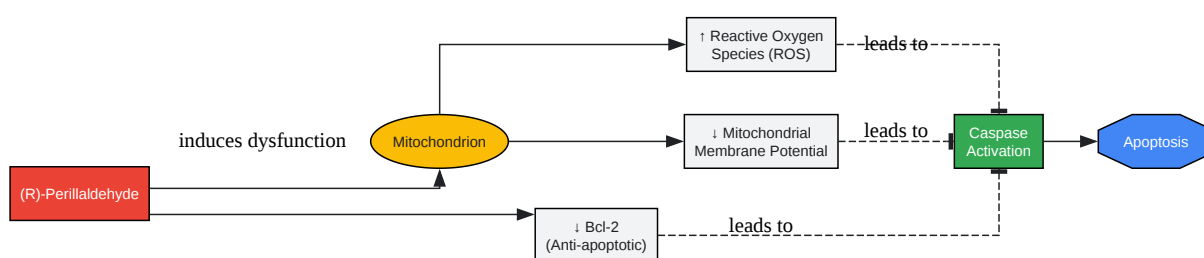 ↑ Reactive Oxygen
Species (ROS)
leads to
induces dysfunction
Mitochondrion
↓ Mitochondrial
Membrane Potential
leads to
Caspase
Activation
Apoptosis
(R)-Perillaldehyde
↓ Bcl-2
(Anti-apoptotic)
leads to